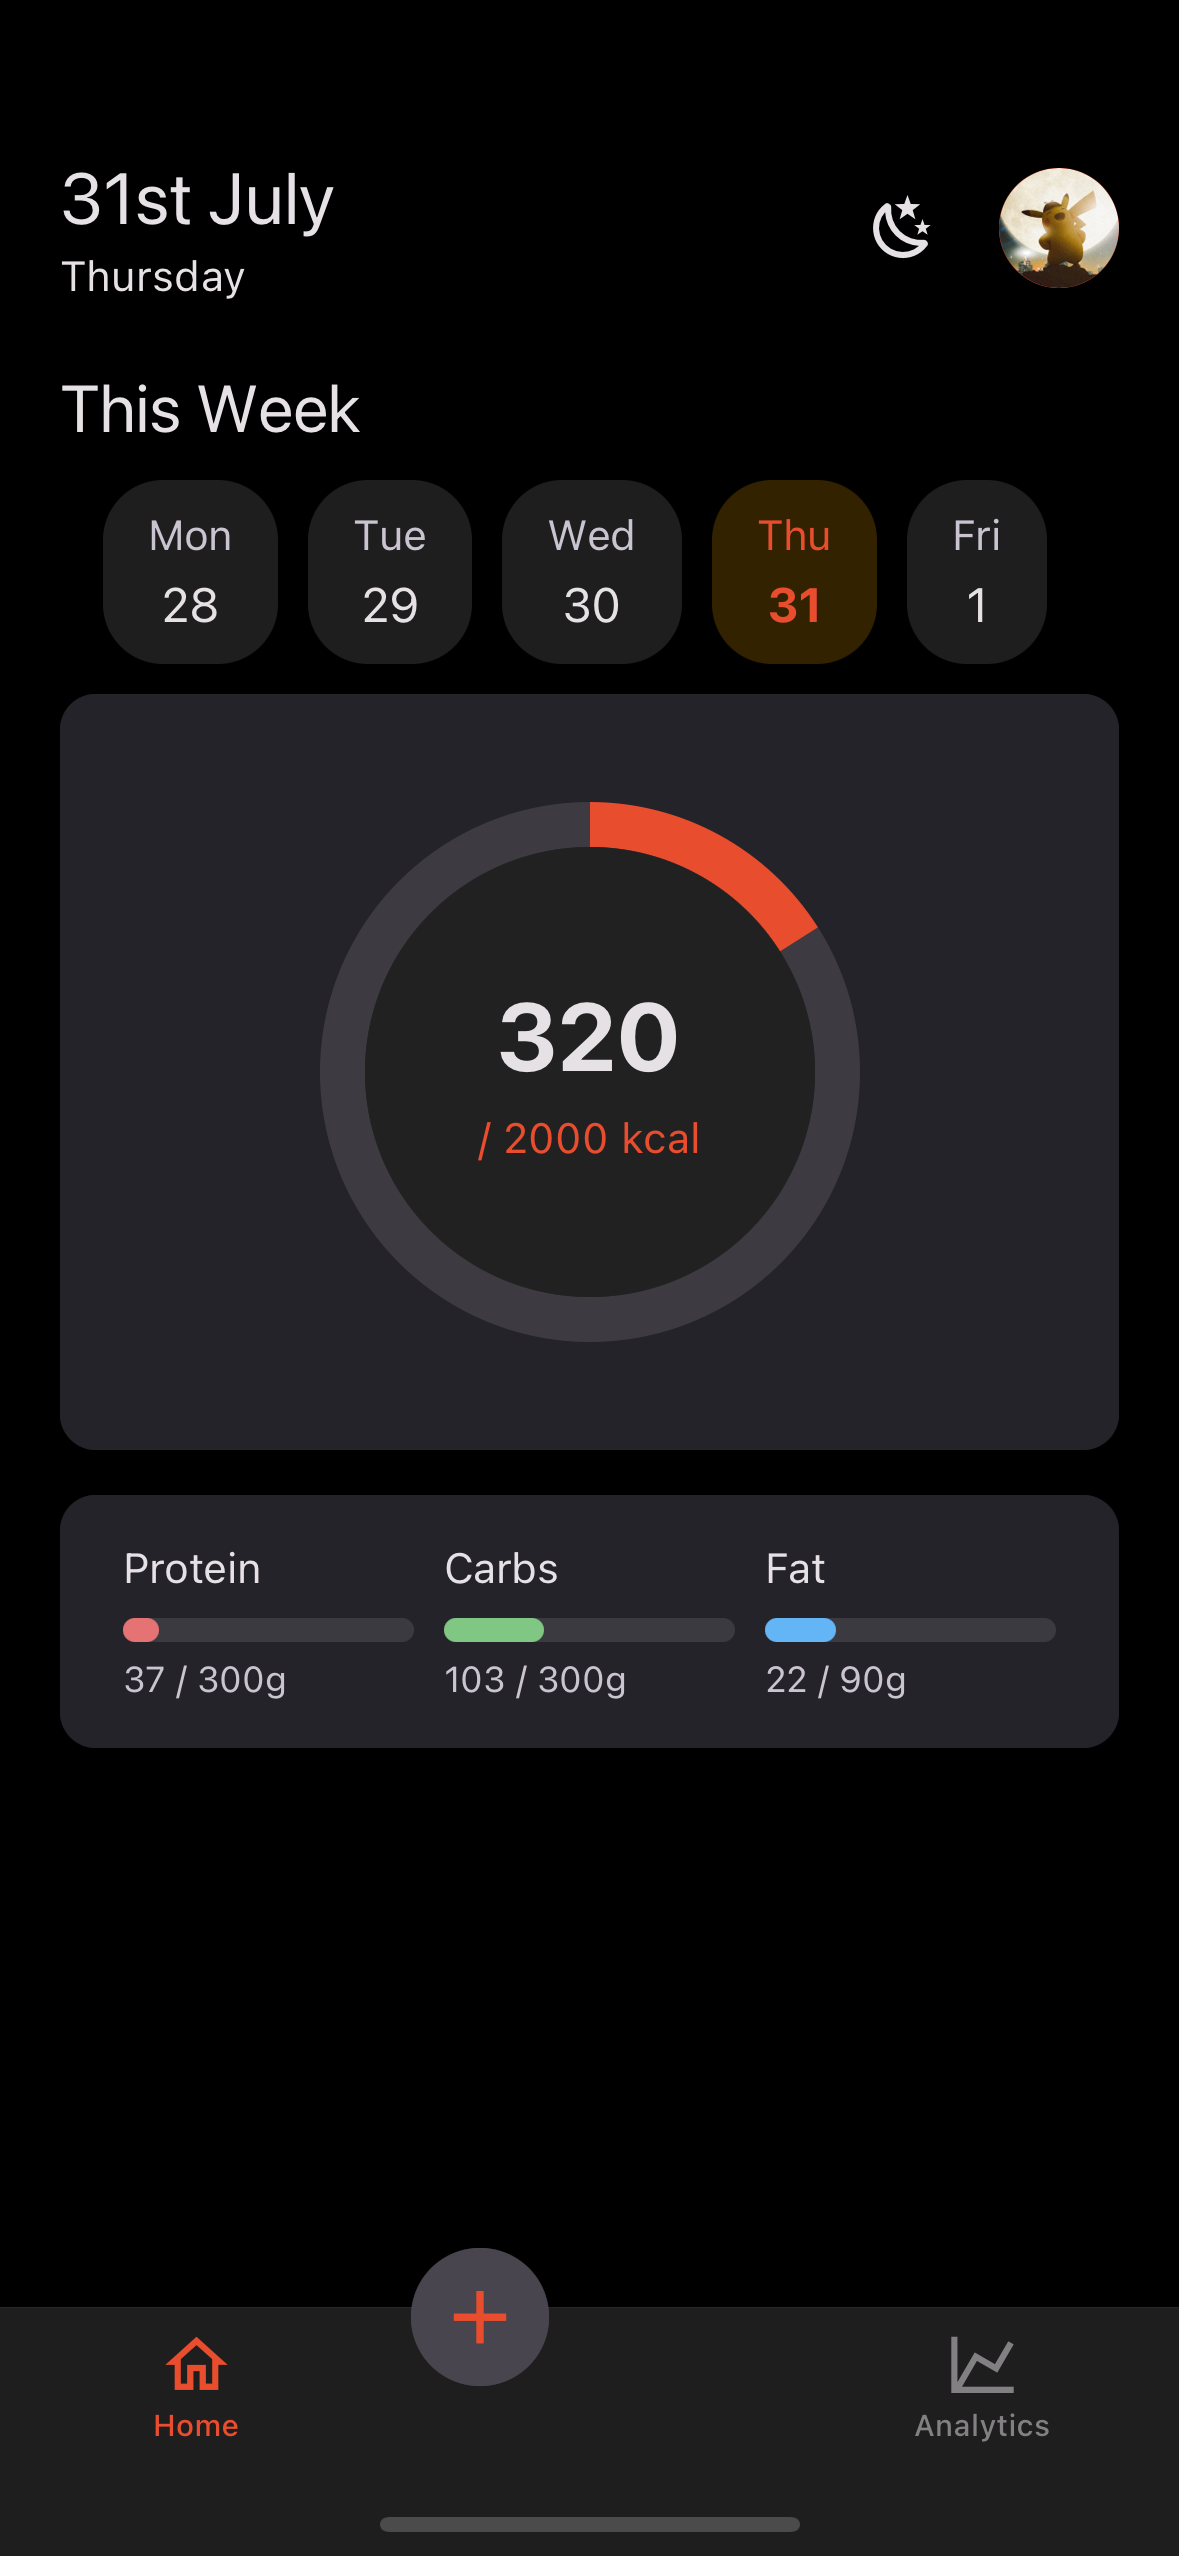 31st July
Thursday
This Week
Mon Tue Wed Thu Fri
28 29 30 31 1
320
/ 2000 kcal
Protein Carbs Fat
37 / 300g 103 / 300g 22 / 90g
Home Analytics